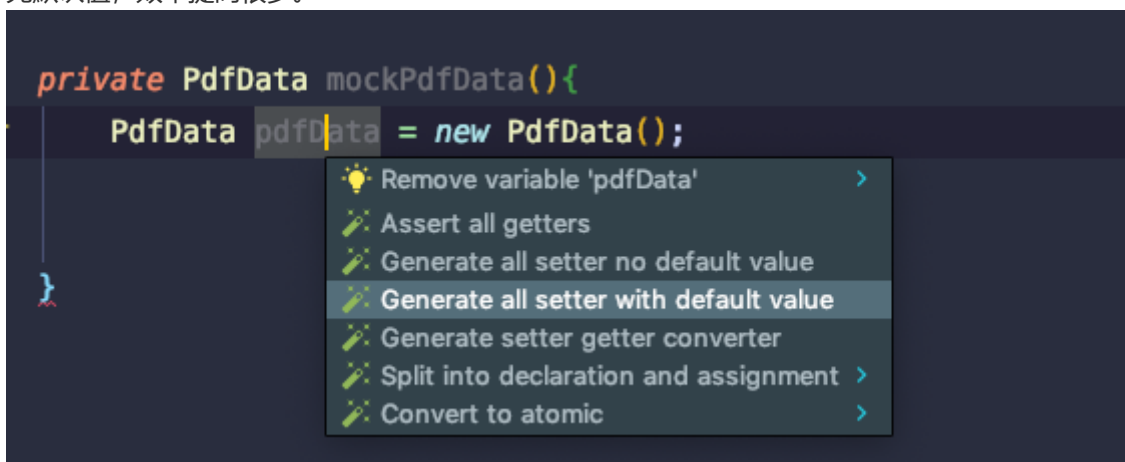 private PdfData mockPdfData(){
PdfData pdfData = new PdfData();
Remove variable 'pdfData'
Assert all getters
Generate all setter no default value
Generate all setter with default value
Generate setter getter converter
Split into declaration and assignment
Convert to atomic
}